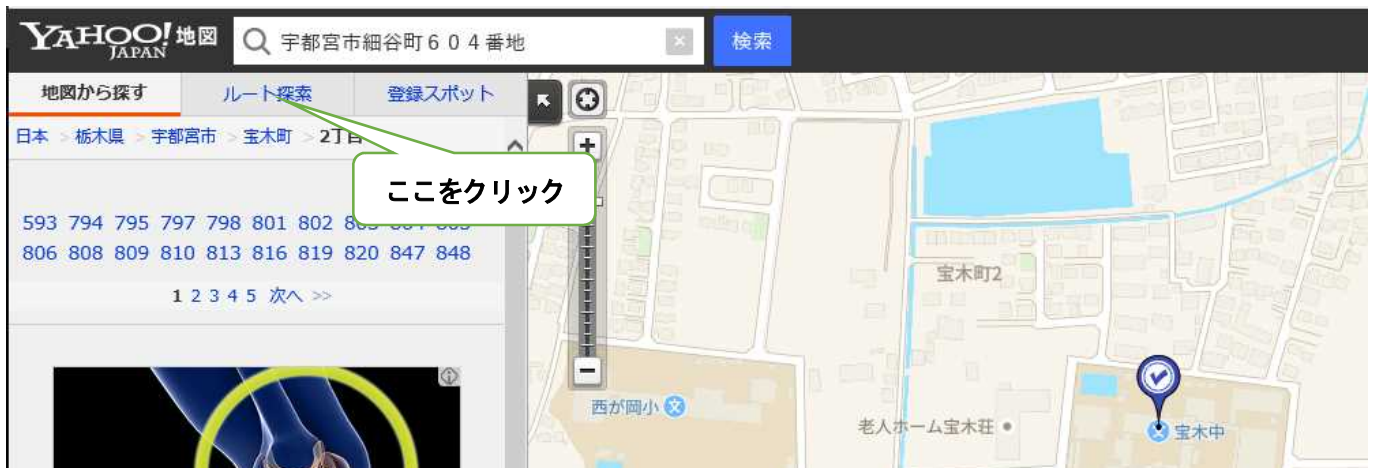 YAHOO! JAPAN 地図 宇都宮市細谷町６０４番地 × 検索
地図から探す ルート探索 登録スポット
日本 > 栃木県 > 宇都宮市 > 宝木町 > 2丁目
ここをクリック
593 794 795 797 798 801 802
806 808 809 810 813 816 819 820 847 848
1 2 3 4 5 次へ >>
宝木町2
西が岡小 文
老人ホーム宝木荘
宝木中